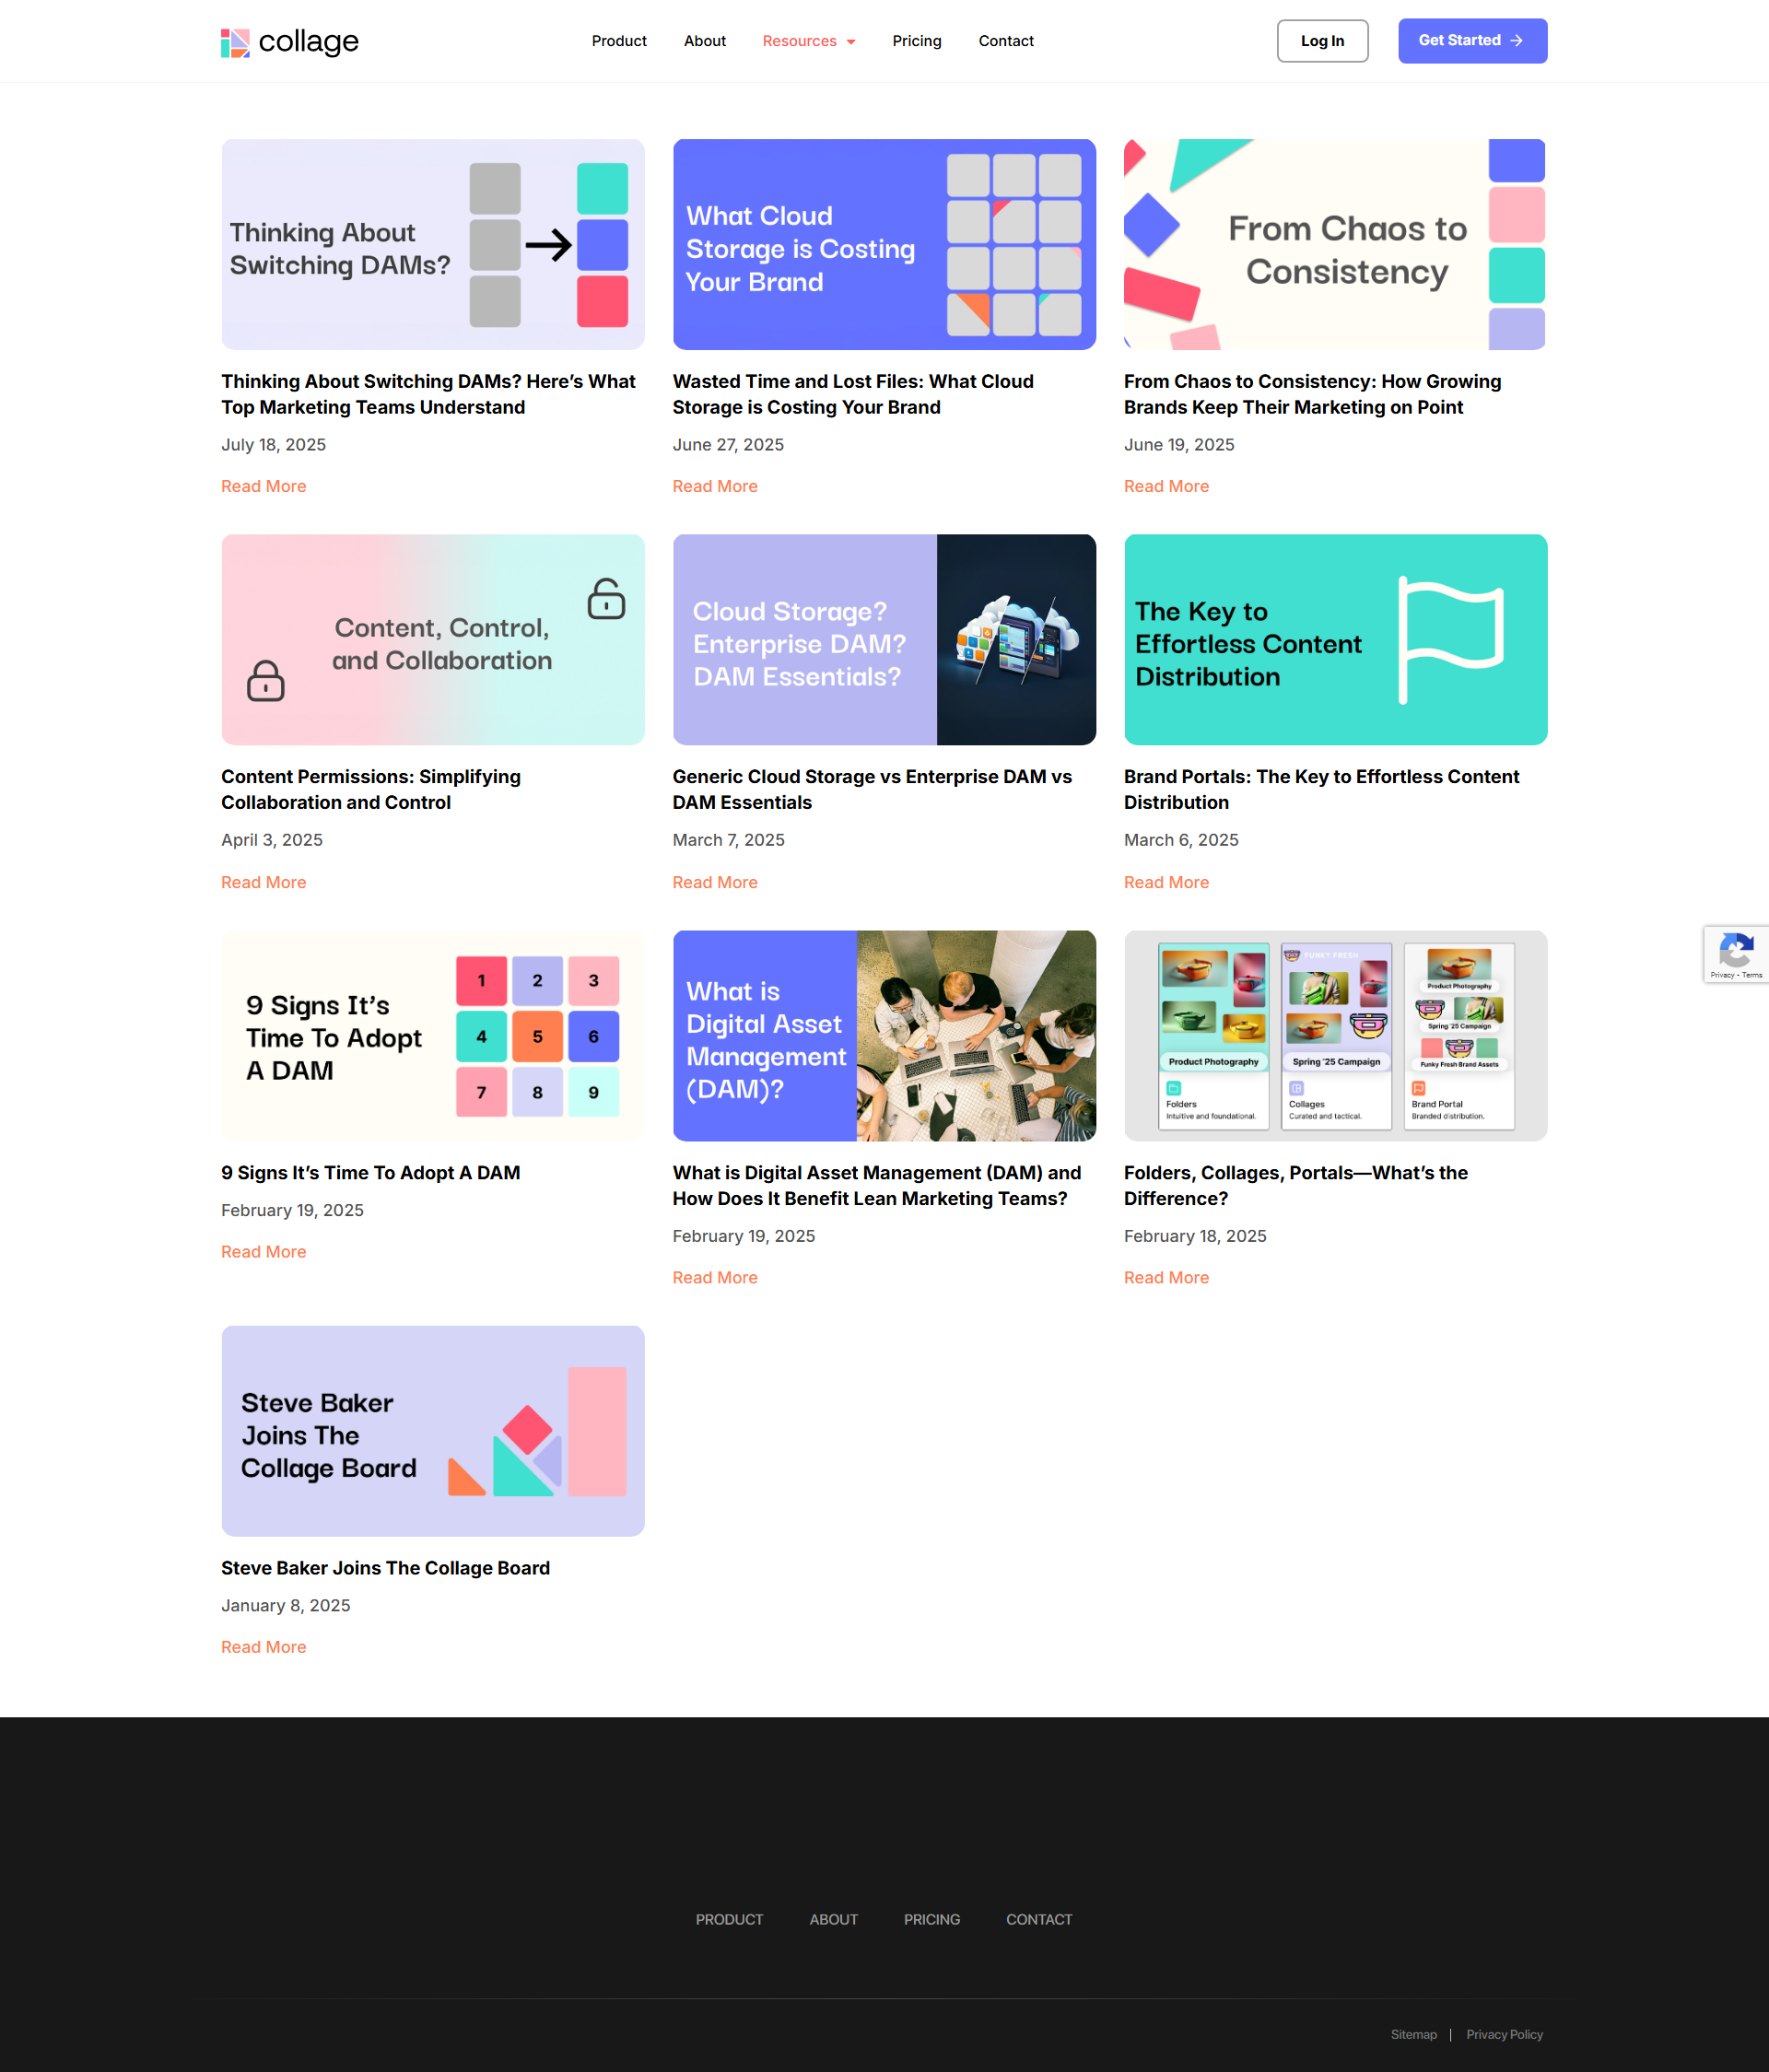 collage
Product
About
Resources
Pricing
Contact
Log In
Get Started
Thinking About
Switching DAMs?
Thinking About Switching DAMs? Here’s What
Top Marketing Teams Understand
July 18, 2025
Read More
What Cloud
Storage is Costing
Your Brand
Wasted Time and Lost Files: What Cloud
Storage is Costing Your Brand
June 27, 2025
Read More
From Chaos to
Consistency
From Chaos to Consistency: How Growing
Brands Keep Their Marketing on Point
June 19, 2025
Read More
Content, Control,
and Collaboration
Content Permissions: Simplifying
Collaboration and Control
April 3, 2025
Read More
Cloud Storage?
Enterprise DAM?
DAM Essentials?
Generic Cloud Storage vs Enterprise DAM vs
DAM Essentials
March 7, 2025
Read More
The Key to
Effortless Content
Distribution
Brand Portals: The Key to Effortless Content
Distribution
March 6, 2025
Read More
9 Signs It’s
Time To Adopt
A DAM
1 2 3
4 5 6
7 8 9
9 Signs It’s Time To Adopt A DAM
February 19, 2025
Read More
What is
Digital Asset
Management
(DAM)?
What is Digital Asset Management (DAM) and
How Does It Benefit Lean Marketing Teams?
February 19, 2025
Read More
Product Photography
Folders
Intuitive and foundational.
FUNKY FRESH
Spring ’25 Campaign
Collages
Curated and tactical.
Product Photography
Spring ’25 Campaign
Funky Fresh Brand Assets
Brand Portal
Branded distribution.
Folders, Collages, Portals—What’s the
Difference?
February 18, 2025
Read More
Privacy - Terms
Steve Baker
Joins The
Collage Board
Steve Baker Joins The Collage Board
January 8, 2025
Read More
PRODUCT
ABOUT
PRICING
CONTACT
Sitemap
Privacy Policy